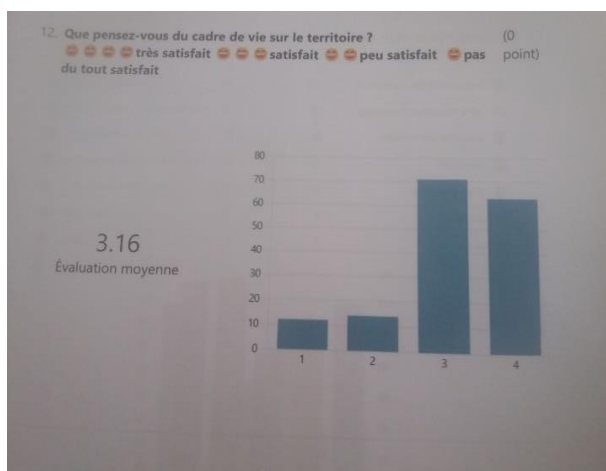 12. Que pensez-vous du cadre de vie sur le territoire ? (0
😄 😄 😄 😄 très satisfait 😄 😄 😄 satisfait 😄 😄 peu satisfait 😄 pas point)
du tout satisfait
80
70
60
50
40
30
20
10
0
3.16
Évaluation moyenne
1 2 3 4